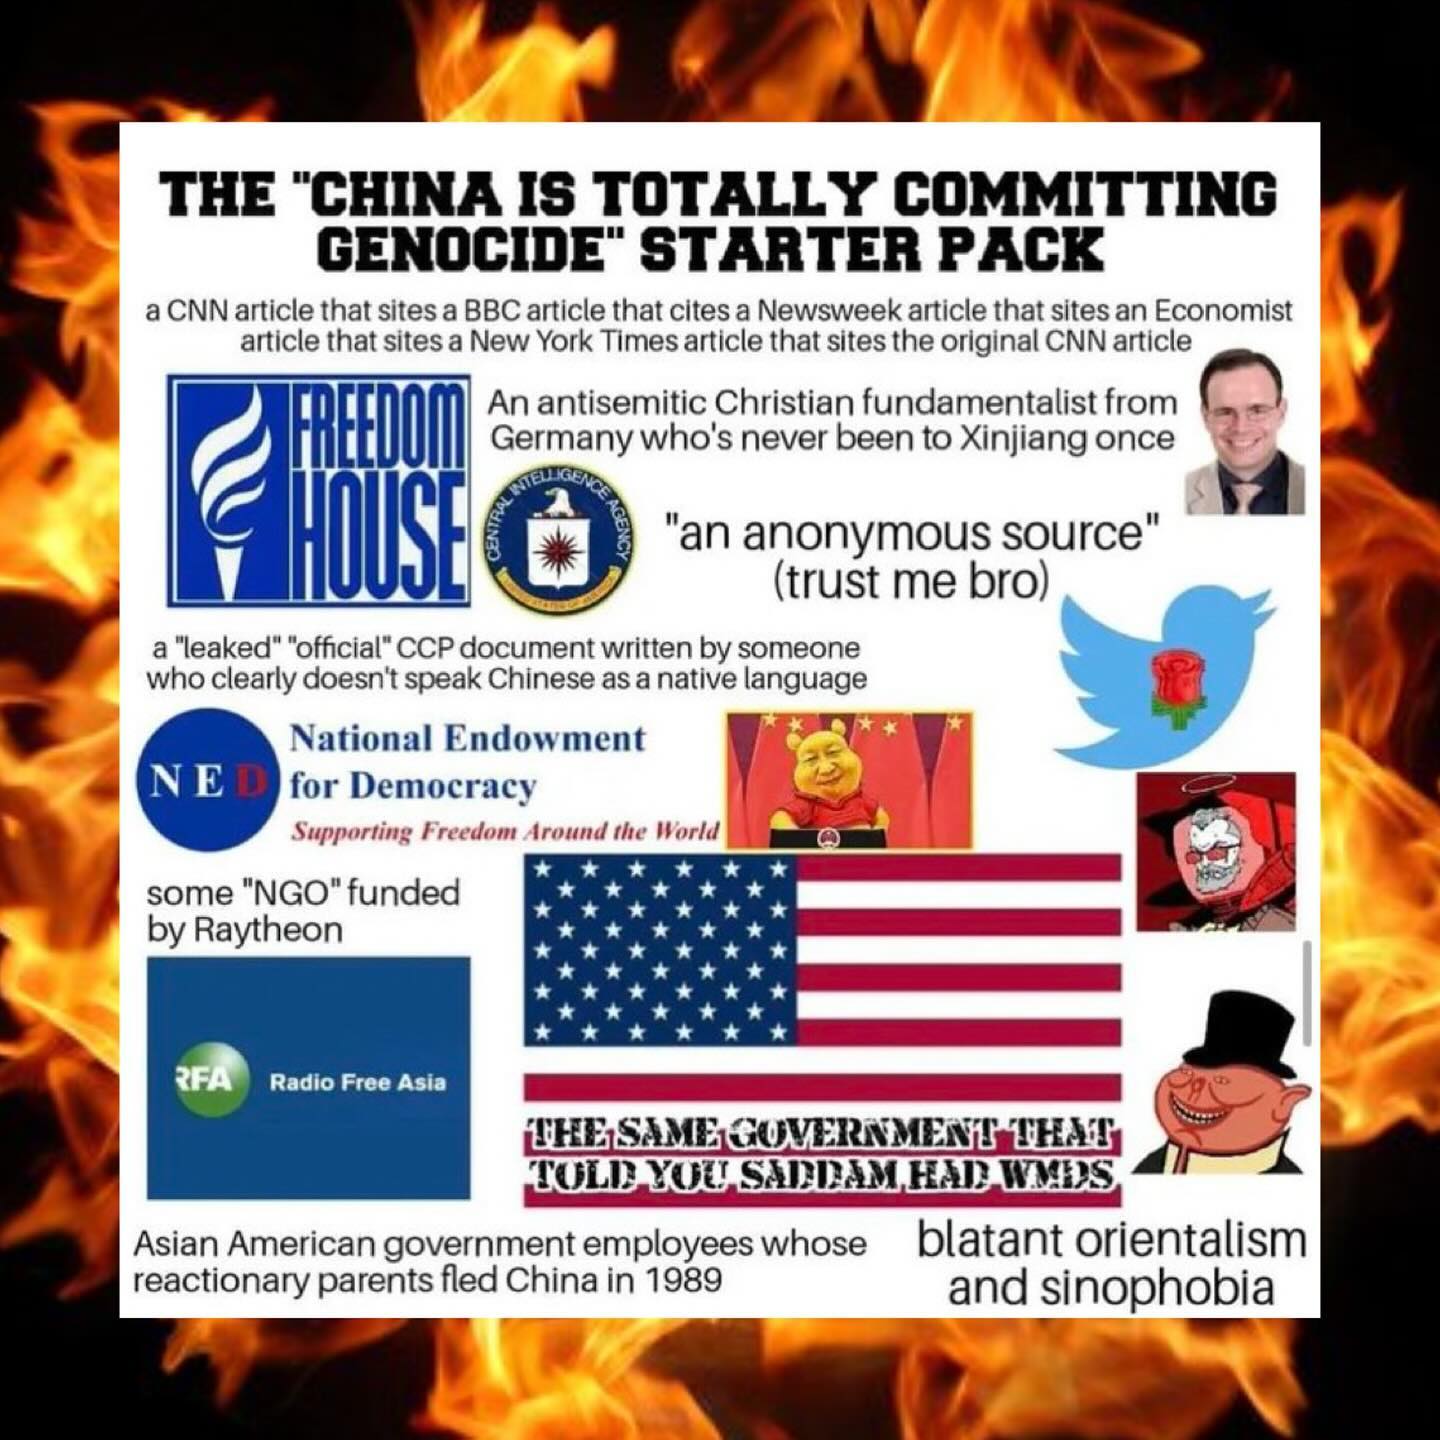 THE "CHINA IS TOTALLY COMMITTING
GENOCIDE" STARTER PACK
a CNN article that sites a BBC article that cites a Newsweek article that sites an Economist
article that sites a New York Times article that sites the original CNN article
FREEDOM
HOUSE
An antisemitic Christian fundamentalist from
Germany who's never been to Xinjiang once
CENTRAL INTELLIGENCE AGENCY
UNITED STATES OF AMERICA
"an anonymous source"
(trust me bro)
a "leaked" "official" CCP document written by someone
who clearly doesn't speak Chinese as a native language
NED
National Endowment
for Democracy
Supporting Freedom Around the World
some "NGO" funded
by Raytheon
RFA
Radio Free Asia
THE SAME GOVERNMENT THAT
TOLD YOU SADDAM HAD WMDS
Asian American government employees whose
reactionary parents fled China in 1989
blatant orientalism
and sinophobia